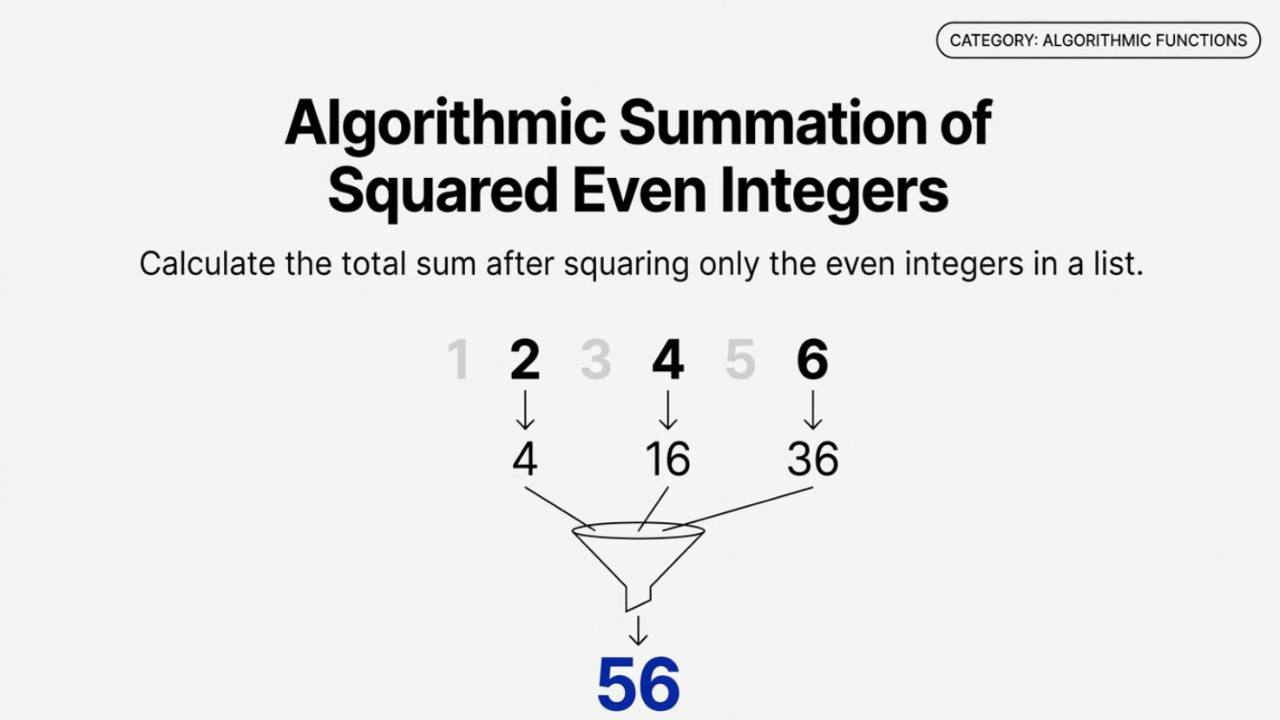 CATEGORY: ALGORITHMIC FUNCTIONS
Algorithmic Summation of
Squared Even Integers
Calculate the total sum after squaring only the even integers in a list.
1 2 3 4 5 6
4 16 36
56